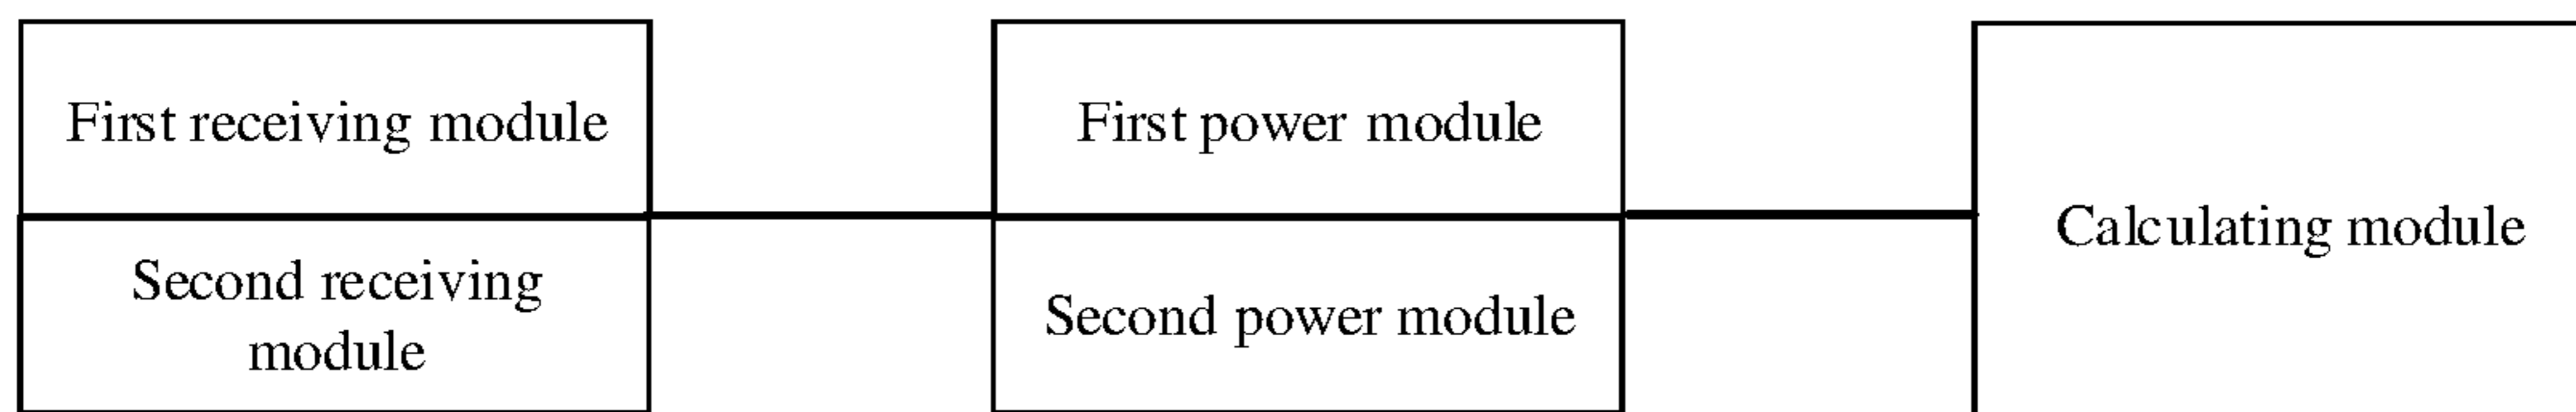 First receiving module
Second receiving
module
First power module
Second power module
Calculating module